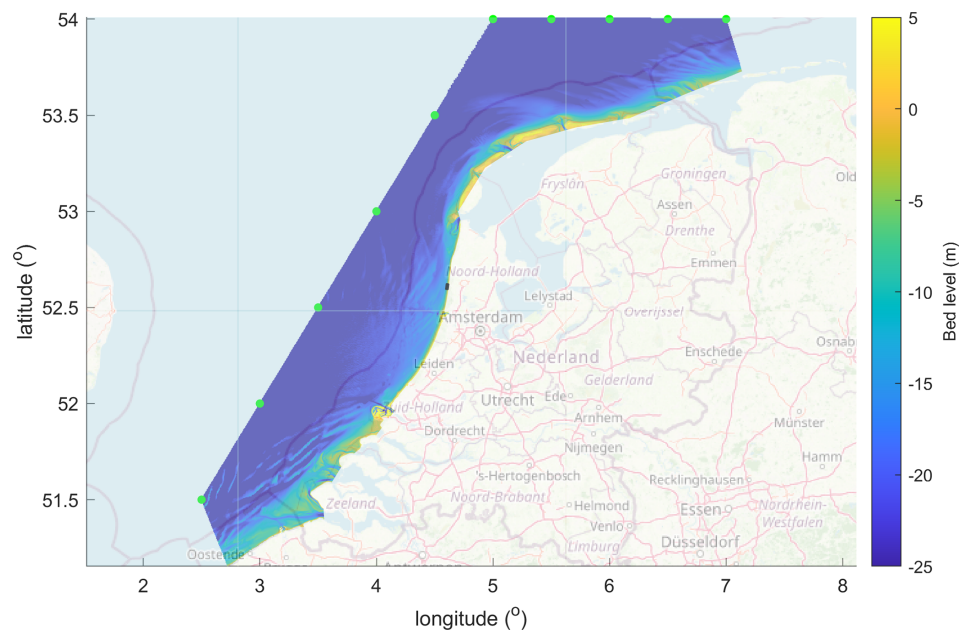 54
53.5
53
52.5
52
51.5
latitude (o)
2
3
4
5
6
7
8
longitude (o)
5
0
-5
-10
-15
-20
-25
Bed level (m)
Groningen
Fryslân
Assen
Old
Drenthe
Emmen
Noord-Holland
Lelystad
Amsterdam
Overijssel
Osnab
Enschede
Leiden
Nederland
Gelderland
Utrecht
Ede
uid-Holland
Arnhem
Münster
Dordrecht
Nijmegen
Hamm
's-Hertogenbosch
Recklinghausen
Zeeland
Noord-Brabant
Helmond
Essen
Nordrhein-
Westfalen
Venlo
Düsseldorf
Limburg
Oostende